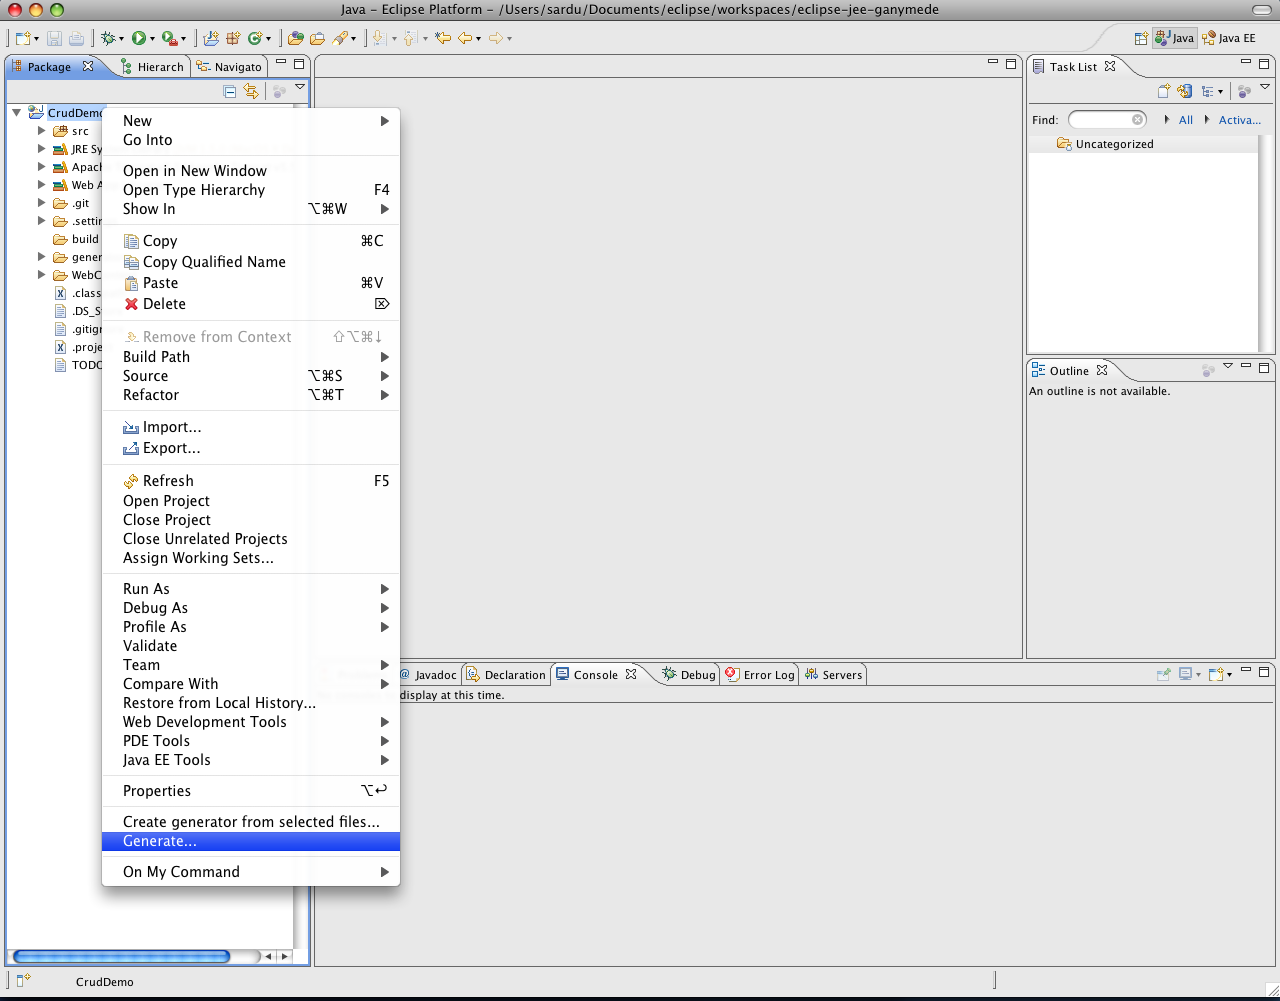 Java - Eclipse Platform - /Users/sardu/Documents/eclipse/workspaces/eclipse-jee-ganymede
Java Java EE
Package Hierarch Navigato
Task List
Find: All Activa...
Uncategorized
CrudDemo
src
JRE Sy
Apach
Web A
.git
.settin
build
gener
WebC
.class
.DS_S
.gitign
.proje
TODO
New
Go Into
Open in New Window
Open Type Hierarchy F4
Show In ⌥⌘W
Copy ⌘C
Copy Qualified Name
Paste ⌘V
Delete ⌦
Remove from Context ⇧⌥⌘↓
Build Path
Source ⌥⌘S
Refactor ⌥⌘T
Import...
Export...
Refresh F5
Open Project
Close Project
Close Unrelated Projects
Assign Working Sets...
Run As
Debug As
Profile As
Validate
Team
Compare With
Restore from Local History...
Web Development Tools
PDE Tools
Java EE Tools
Properties ⌥↩
Create generator from selected files...
Generate...
On My Command
Outline
An outline is not available.
@ Javadoc Declaration Console Debug Error Log Servers
display at this time.
CrudDemo